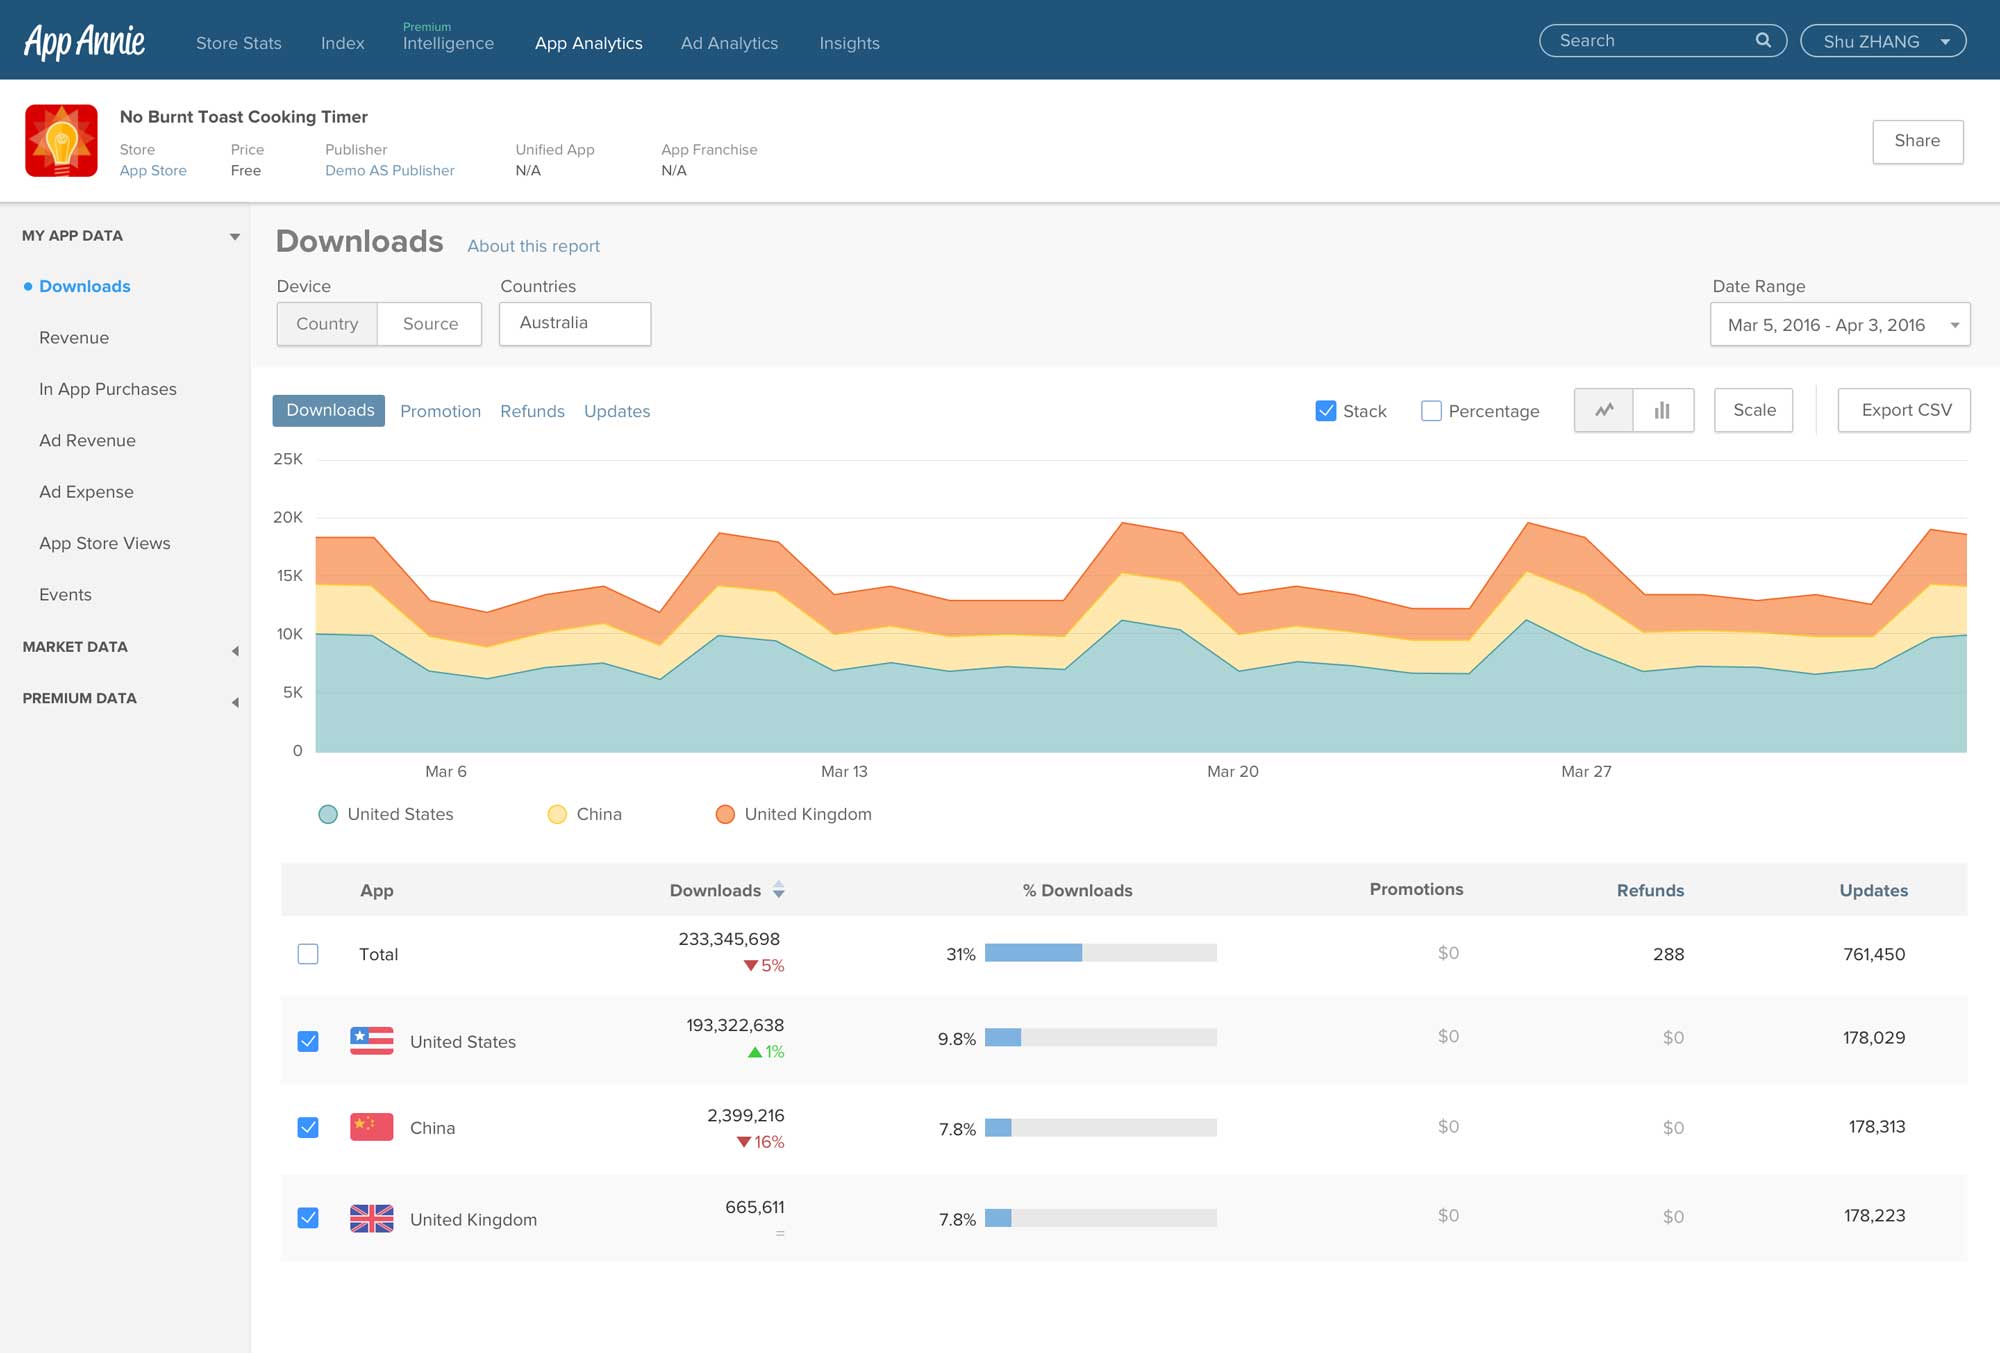 App Annie
Store Stats
Index
Premium
Intelligence
App Analytics
Ad Analytics
Insights
Search
Shu ZHANG
No Burnt Toast Cooking Timer
Store
App Store
Price
Free
Publisher
Demo AS Publisher
Unified App
N/A
App Franchise
N/A
Share
MY APP DATA
Downloads
Revenue
In App Purchases
Ad Revenue
Ad Expense
App Store Views
Events
MARKET DATA
PREMIUM DATA
Downloads About this report
Device
Country Source
Countries
Australia
Date Range
Mar 5, 2016 - Apr 3, 2016
Downloads Promotion Refunds Updates
Stack Percentage Scale Export CSV
25K
20K
15K
10K
5K
0
Mar 6 Mar 13 Mar 20 Mar 27
United States China United Kingdom
App Downloads % Downloads Promotions Refunds Updates
Total 233,345,698 31% $0 288 761,450
5%
United States 193,322,638 9.8% $0 $0 178,029
1%
China 2,399,216 7.8% $0 $0 178,313
16%
United Kingdom 665,611 7.8% $0 $0 178,223
=